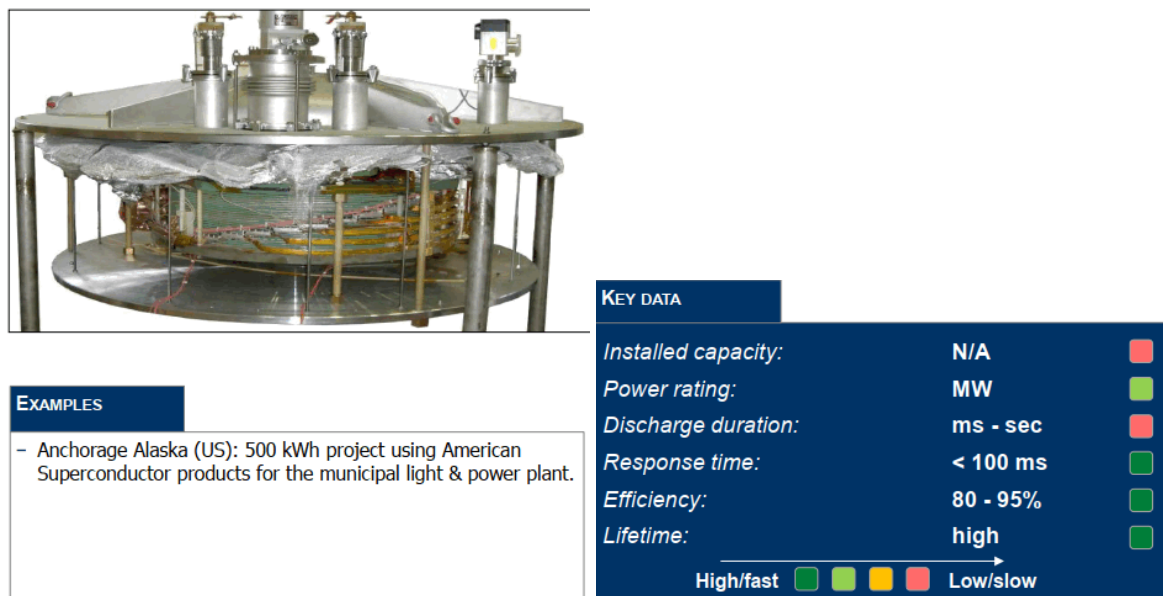 EXAMPLES
– Anchorage Alaska (US): 500 kWh project using American
Superconductor products for the municipal light & power plant.
KEY DATA
Installed capacity: N/A
Power rating: MW
Discharge duration: ms - sec
Response time: < 100 ms
Efficiency: 80 - 95%
Lifetime: high
High/fast Low/slow